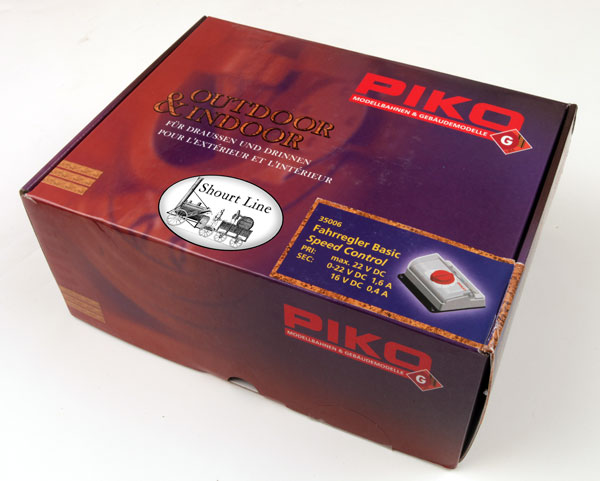 PIKO
MODELLBAHNEN & GEBÄUDEMODELLE
G
OUTDOOR
& INDOOR
FÜR DRAUSSEN UND DRINNEN
POUR L'EXTÉRIEUR ET L'INTÉRIEUR
Shourt Line
35006
Fahrregler Basic
Speed Control
PRI: max. 22 V DC
SEC: 0-22 V DC 1,6 A
16 V DC 0,4 A
PIKO
MODELLBAHNEN & GEBÄUDEMODELLE
G